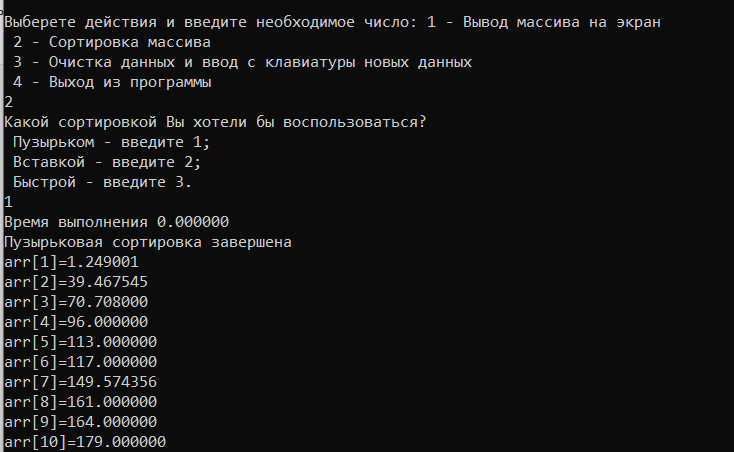 Выберете действия и введите необходимое число: 1 - Вывод массива на экран
2 - Сортировка массива
3 - Очистка данных и ввод с клавиатуры новых данных
4 - Выход из программы
2
Какой сортировкой Вы хотели бы воспользоваться?
Пузырьком - введите 1;
Вставкой - введите 2;
Быстрой - введите 3.
1
Время выполнения 0.000000
Пузырьковая сортировка завершена
arr[1]=1.249001
arr[2]=39.467545
arr[3]=70.708000
arr[4]=96.000000
arr[5]=113.000000
arr[6]=117.000000
arr[7]=149.574356
arr[8]=161.000000
arr[9]=164.000000
arr[10]=179.000000